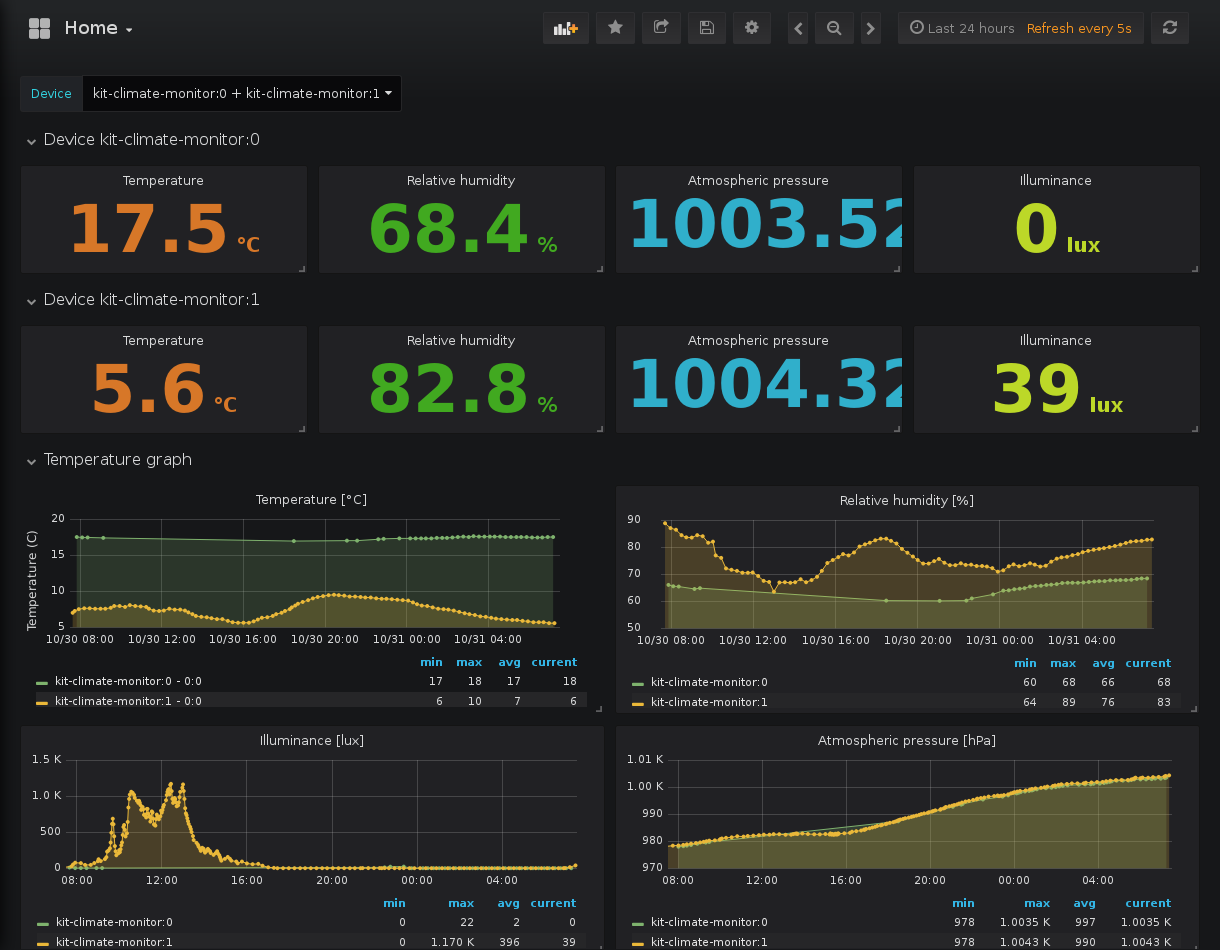 Home
Last 24 hours Refresh every 5s
Device kit-climate-monitor:0 + kit-climate-monitor:1
Device kit-climate-monitor:0
Temperature Relative humidity Atmospheric pressure Illuminance
17.5 °C 68.4 % 1003.52 0 lux
Device kit-climate-monitor:1
Temperature Relative humidity Atmospheric pressure Illuminance
5.6 °C 82.8 % 1004.32 39 lux
Temperature graph
Temperature [°C]
Temperature (C)
20
15
10
5
10/30 08:00 10/30 12:00 10/30 16:00 10/30 20:00 10/31 00:00 10/31 04:00
min max avg current
kit-climate-monitor:0 - 0:0 17 18 17 18
kit-climate-monitor:1 - 0:0 6 10 7 6
Relative humidity [%]
90
80
70
60
50
10/30 08:00 10/30 12:00 10/30 16:00 10/30 20:00 10/31 00:00 10/31 04:00
min max avg current
kit-climate-monitor:0 60 68 66 68
kit-climate-monitor:1 64 89 76 83
Illuminance [lux]
1.5 K
1.0 K
500
0
08:00 12:00 16:00 20:00 00:00 04:00
min max avg current
kit-climate-monitor:0 0 22 2 0
kit-climate-monitor:1 0 1.170 K 396 39
Atmospheric pressure [hPa]
1.01 K
1.00 K
990
980
970
08:00 12:00 16:00 20:00 00:00 04:00
min max avg current
kit-climate-monitor:0 978 1.0035 K 997 1.0035 K
kit-climate-monitor:1 978 1.0043 K 990 1.0043 K